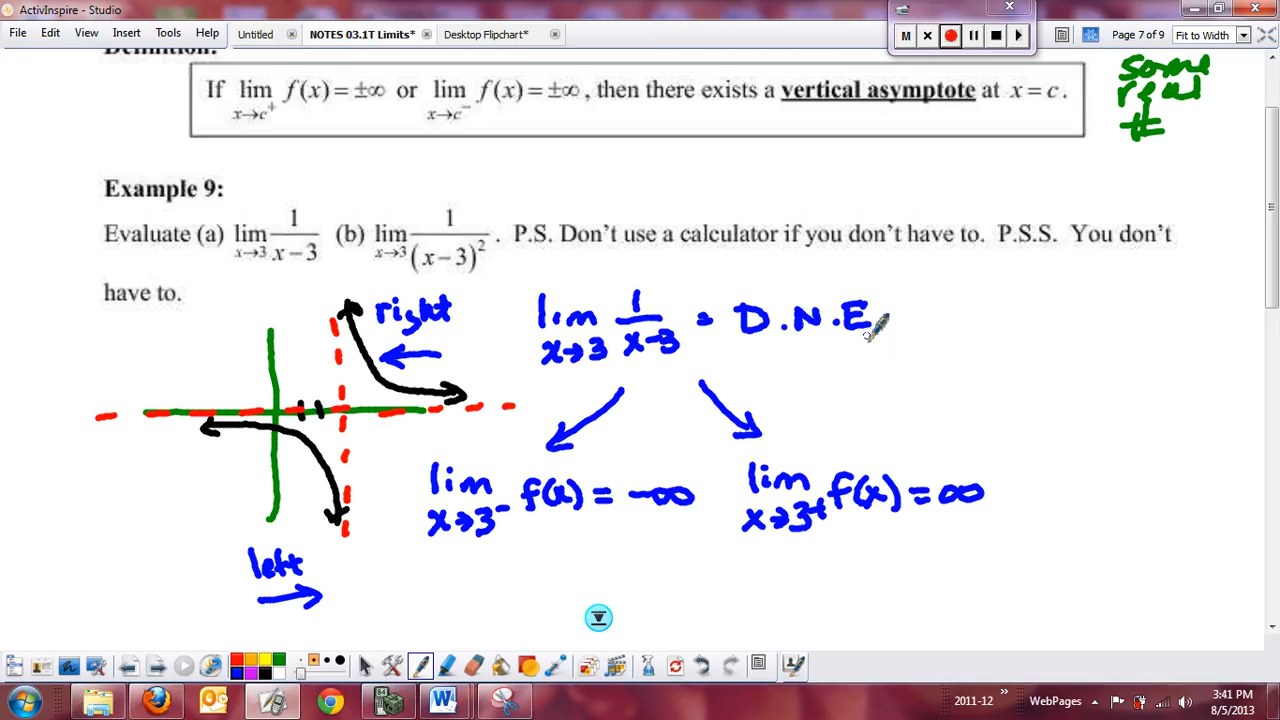 ActivInspire - Studio
File Edit View Insert Tools Help Untitled NOTES 03.1T Limits* Desktop Flipchart* Page 7 of 9 Fit to Width
Definition:
If lim x→c⁺ f(x) = ±∞ or lim x→c⁻ f(x) = ±∞, then there exists a vertical asymptote at x = c.
some
real
#
Example 9:
Evaluate (a) lim x→3 1/(x−3) (b) lim x→3 1/(x−3)². P.S. Don't use a calculator if you don't have to. P.S.S. You don't
have to.
right
lim x→3 1/(x−3) = D.N.E
lim x→3⁻ f(x) = −∞
lim x→3⁺ f(x) = ∞
left
2011-12 » WebPages 3:41 PM
8/5/2013